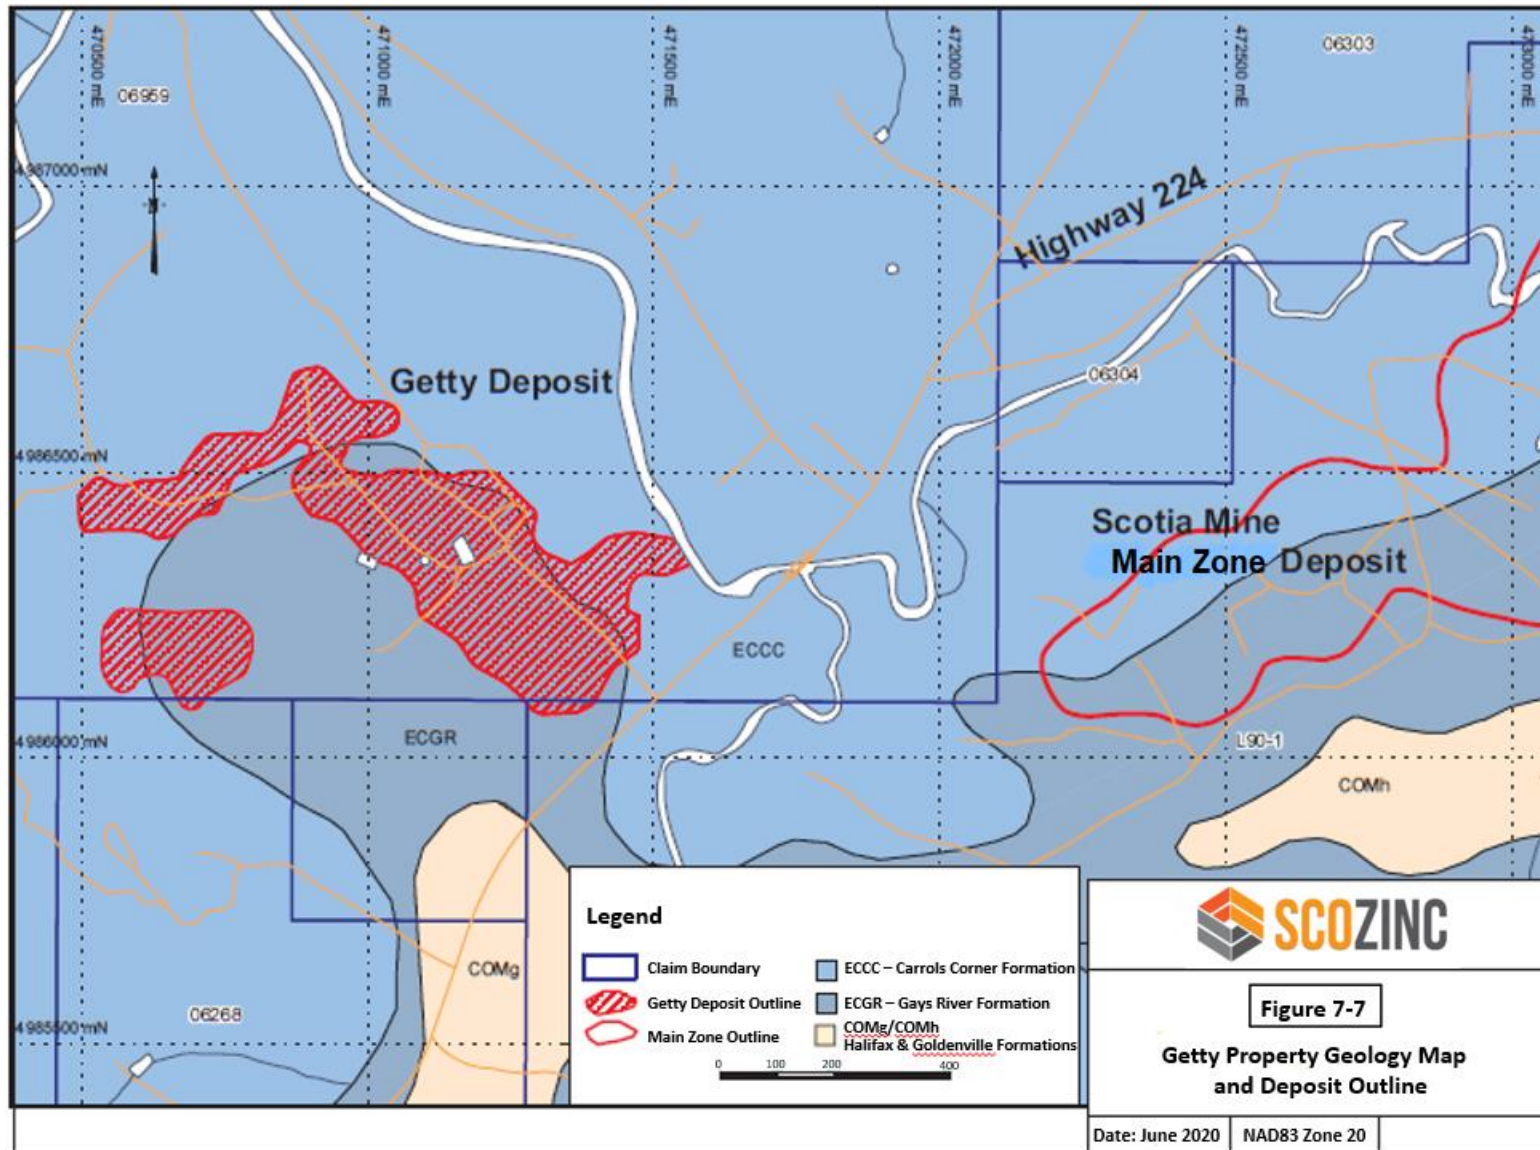 470500 mE
471000 mE
471500 mE
472000 mE
472500 mE
473000 mE
06303
06959
4987000 mN
N
Highway 224
06304
Getty Deposit
4986500 mN
Scotia Mine
Main Zone Deposit
ECCC
4986000 mN
ECGR
L90-1
COMh
COMg
06268
4985500 mN
Legend
Claim Boundary
Getty Deposit Outline
Main Zone Outline
ECCC – Carrols Corner Formation
ECGR – Gays River Formation
COMg/COMh
Halifax & Goldenville Formations
0 100 200 400
SCOZINC
Figure 7-7
Getty Property Geology Map
and Deposit Outline
Date: June 2020 NAD83 Zone 20